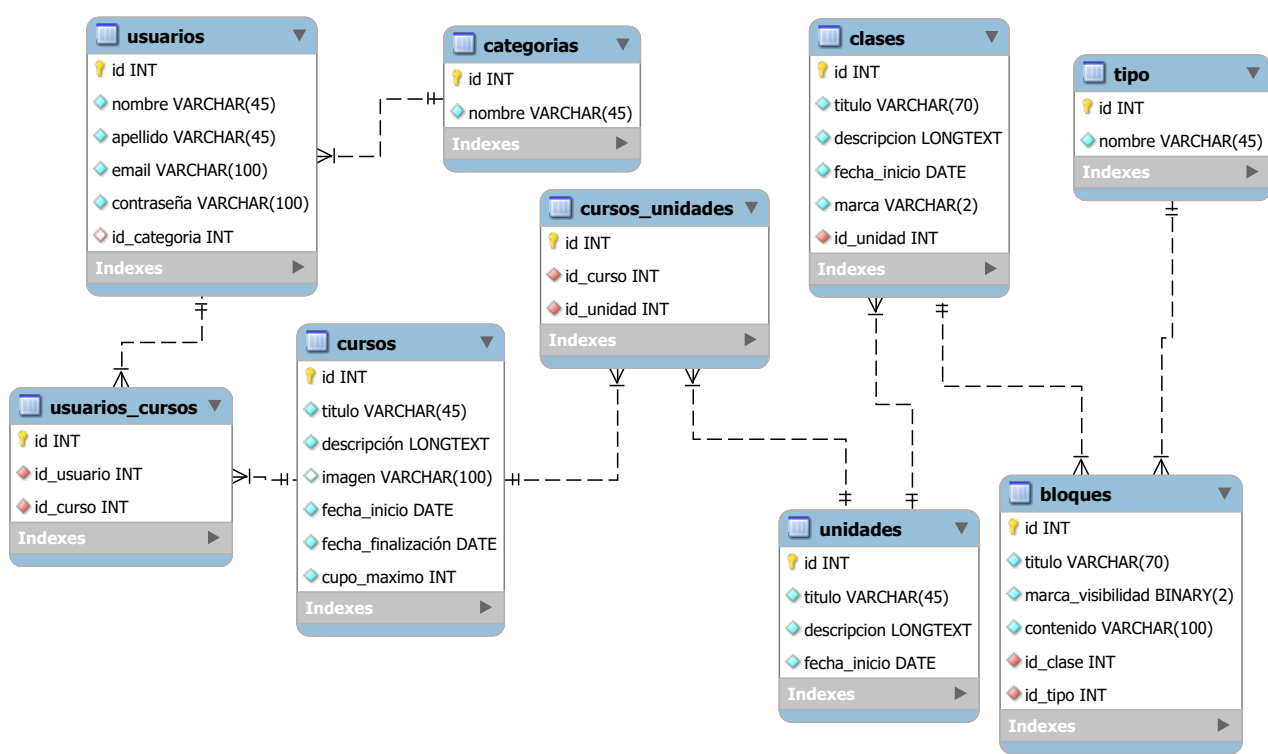 usuarios
id INT
nombre VARCHAR(45)
apellido VARCHAR(45)
email VARCHAR(100)
contraseña VARCHAR(100)
id_categoria INT
Indexes
categorias
id INT
nombre VARCHAR(45)
Indexes
clases
id INT
titulo VARCHAR(70)
descripcion LONGTEXT
fecha_inicio DATE
marca VARCHAR(2)
id_unidad INT
Indexes
tipo
id INT
nombre VARCHAR(45)
Indexes
cursos_unidades
id INT
id_curso INT
id_unidad INT
Indexes
usuarios_cursos
id INT
id_usuario INT
id_curso INT
Indexes
cursos
id INT
titulo VARCHAR(45)
descripción LONGTEXT
imagen VARCHAR(100)
fecha_inicio DATE
fecha_finalización DATE
cupo_maximo INT
Indexes
unidades
id INT
titulo VARCHAR(45)
descripcion LONGTEXT
fecha_inicio DATE
Indexes
bloques
id INT
titulo VARCHAR(70)
marca_visibilidad BINARY(2)
contenido VARCHAR(100)
id_clase INT
id_tipo INT
Indexes